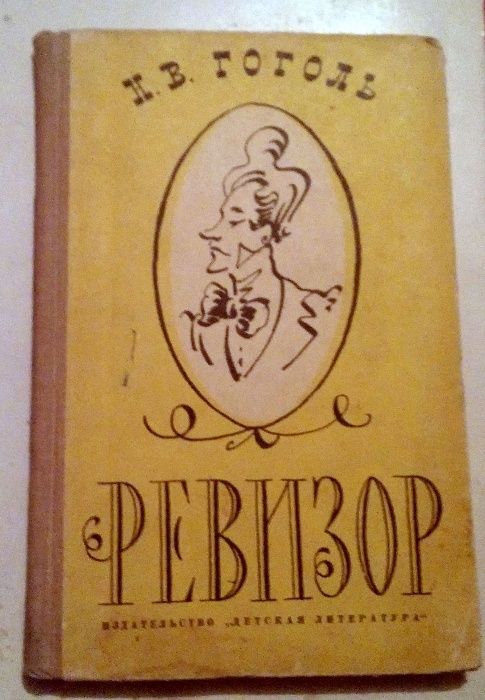 Н. В. ГОГОЛЬ
РЕВИЗОР
ИЗДАТЕЛЬСТВО „ДЕТСКАЯ ЛИТЕРАТУРА“